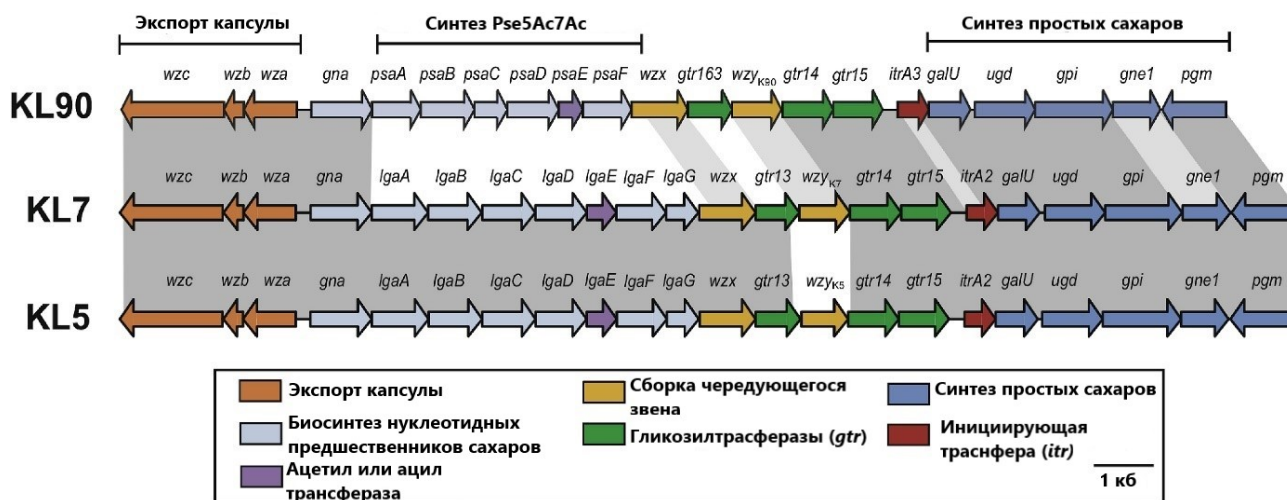 Экспорт капсулы Синтез Pse5Ac7Ac Синтез простых сахаров
wzc wzb wza gna psaA psaB psaC psaD psaE psaF wzx gtr163 wzyK90 gtr14 gtr15 itrA3 galU ugd gpi gne1 pgm
KL90
wzc wzb wza gna lgaA lgaB lgaC lgaD lgaE lgaF lgaG wzx gtr13 wzyK7 gtr14 gtr15 itrA2 galU ugd gpi gne1 pgm
KL7
wzc wzb wza gna lgaA lgaB lgaC lgaD lgaE lgaF lgaG wzx gtr13 wzyK5 gtr14 gtr15 itrA2 galU ugd gpi gne1 pgm
KL5
Экспорт капсулы
Биосинтез нуклеотидных
предшественников сахаров
Ацетил или ацил
трансфераза
Сборка чередующегося
звена
Гликозилтрасферазы (gtr)
Синтез простых сахаров
Инициирующая
траснфера (itr)
1 кб